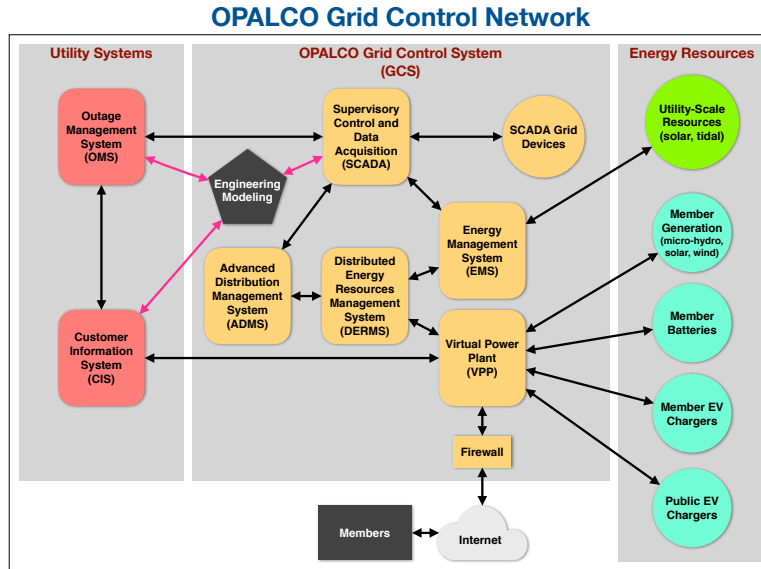 OPALCO Grid Control Network
Utility Systems
OPALCO Grid Control System
(GCS)
Energy Resources
Outage
Management
System
(OMS)
Supervisory
Control and
Data
Acquisition
(SCADA)
SCADA Grid
Devices
Utility-Scale
Resources
(solar, tidal)
Engineering
Modeling
Member
Generation
(micro-hydro,
solar, wind)
Energy
Management
System
(EMS)
Advanced
Distribution
Management
System
(ADMS)
Distributed
Energy
Resources
Management
System
(DERMS)
Customer
Information
System
(CIS)
Virtual Power
Plant
(VPP)
Member
Batteries
Member EV
Chargers
Firewall
Public EV
Chargers
Members
Internet